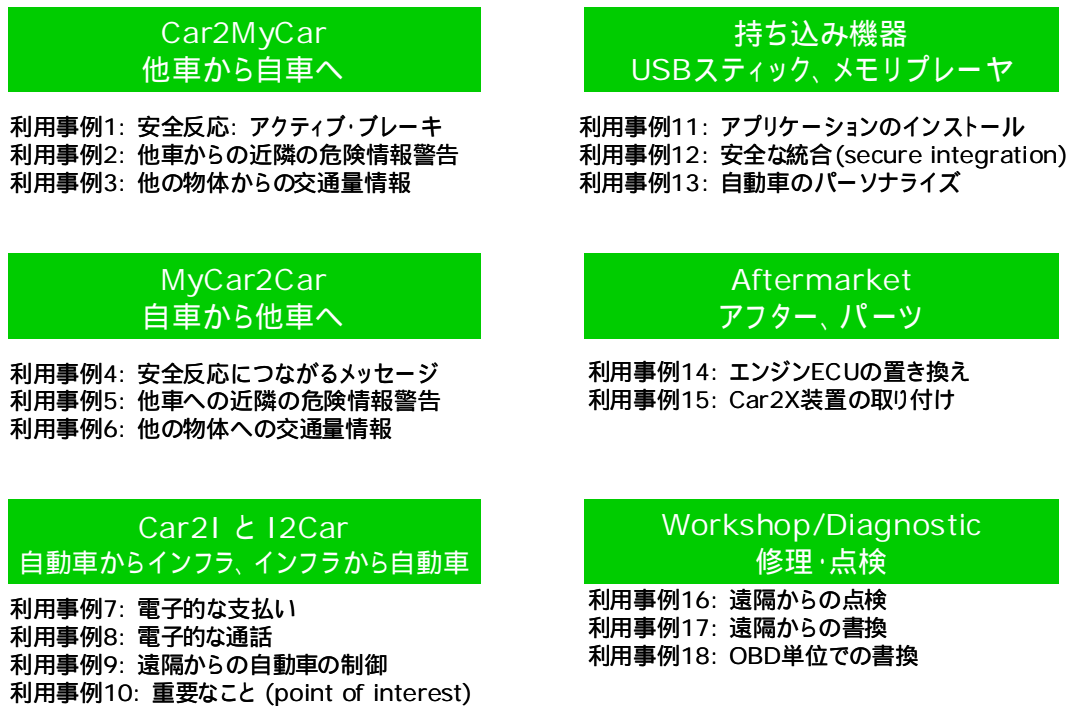 Car2MyCar
他車から自車へ
利用事例1: 安全反応: アクティブ・ブレーキ
利用事例2: 他車からの近隣の危険情報警告
利用事例3: 他の物体からの交通量情報
MyCar2Car
自車から他車へ
利用事例4: 安全反応につながるメッセージ
利用事例5: 他車への近隣の危険情報警告
利用事例6: 他の物体への交通量情報
Car2I と I2Car
自動車からインフラ、インフラから自動車
利用事例7: 電子的な支払い
利用事例8: 電子的な通話
利用事例9: 遠隔からの自動車の制御
利用事例10: 重要なこと (point of interest)
持ち込み機器
USBスティック、メモリプレーヤ
利用事例11: アプリケーションのインストール
利用事例12: 安全な統合(secure integration)
利用事例13: 自動車のパーソナライズ
Aftermarket
アフター、パーツ
利用事例14: エンジンECUの置き換え
利用事例15: Car2X装置の取り付け
Workshop/Diagnostic
修理・点検
利用事例16: 遠隔からの点検
利用事例17: 遠隔からの書換
利用事例18: OBD単位での書換